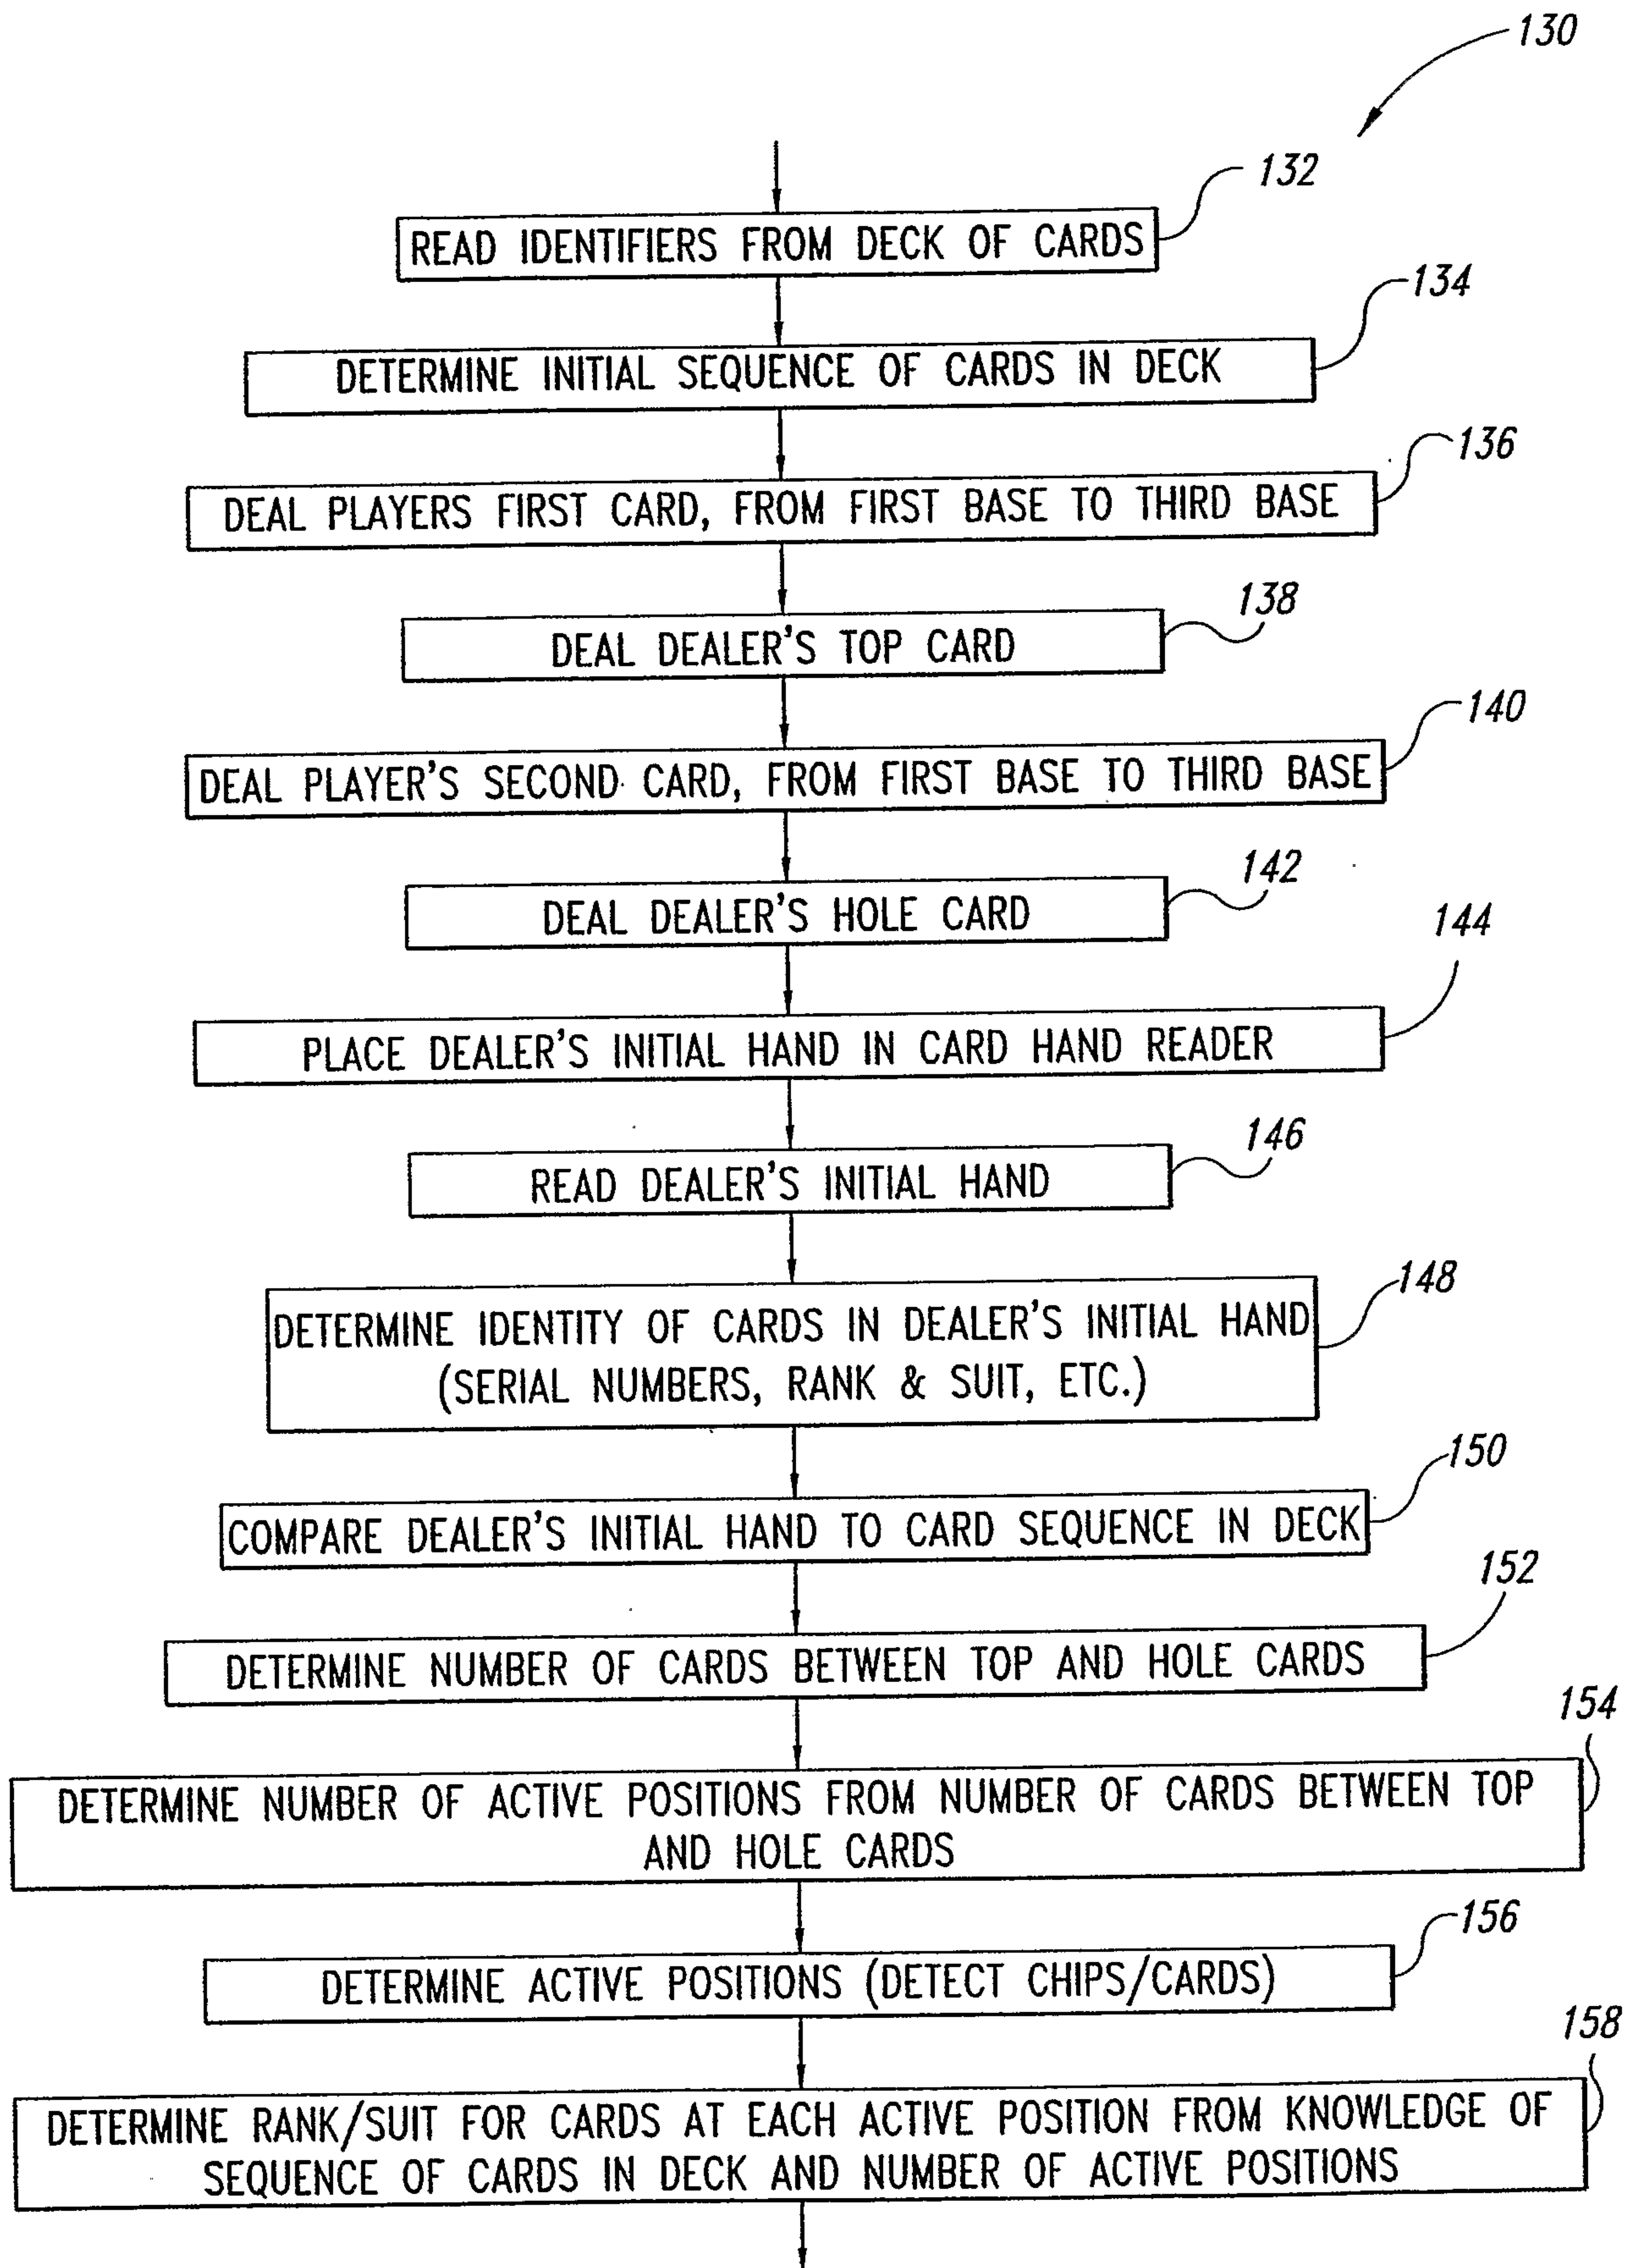 130
132
READ IDENTIFIERS FROM DECK OF CARDS
134
DETERMINE INITIAL SEQUENCE OF CARDS IN DECK
136
DEAL PLAYERS FIRST CARD, FROM FIRST BASE TO THIRD BASE
138
DEAL DEALER'S TOP CARD
140
DEAL PLAYER'S SECOND CARD, FROM FIRST BASE TO THIRD BASE
142
DEAL DEALER'S HOLE CARD
144
PLACE DEALER'S INITIAL HAND IN CARD HAND READER
146
READ DEALER'S INITIAL HAND
148
DETERMINE IDENTITY OF CARDS IN DEALER'S INITIAL HAND
(SERIAL NUMBERS, RANK & SUIT, ETC.)
150
COMPARE DEALER'S INITIAL HAND TO CARD SEQUENCE IN DECK
152
DETERMINE NUMBER OF CARDS BETWEEN TOP AND HOLE CARDS
154
DETERMINE NUMBER OF ACTIVE POSITIONS FROM NUMBER OF CARDS BETWEEN TOP
AND HOLE CARDS
156
DETERMINE ACTIVE POSITIONS (DETECT CHIPS/CARDS)
158
DETERMINE RANK/SUIT FOR CARDS AT EACH ACTIVE POSITION FROM KNOWLEDGE OF
SEQUENCE OF CARDS IN DECK AND NUMBER OF ACTIVE POSITIONS